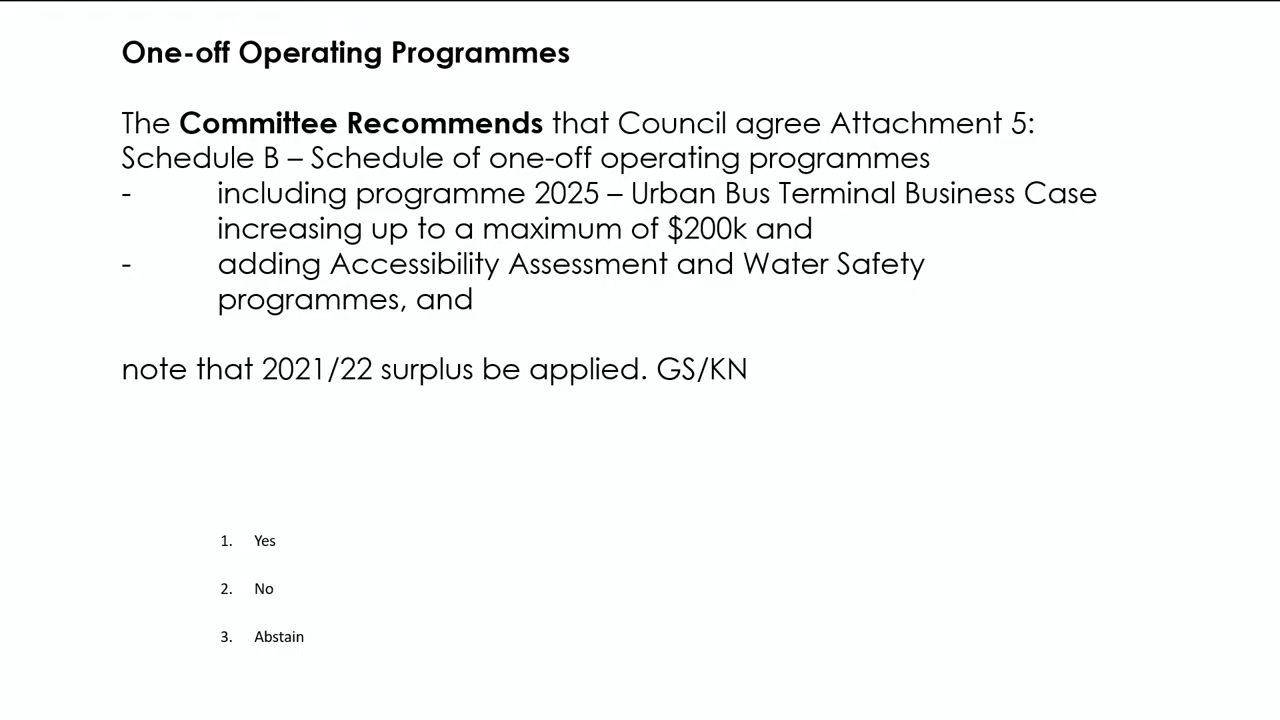 One-off Operating Programmes
The Committee Recommends that Council agree Attachment 5:
Schedule B – Schedule of one-off operating programmes
- including programme 2025 – Urban Bus Terminal Business Case
increasing up to a maximum of $200k and
- adding Accessibility Assessment and Water Safety
programmes, and
note that 2021/22 surplus be applied. GS/KN
1. Yes
2. No
3. Abstain